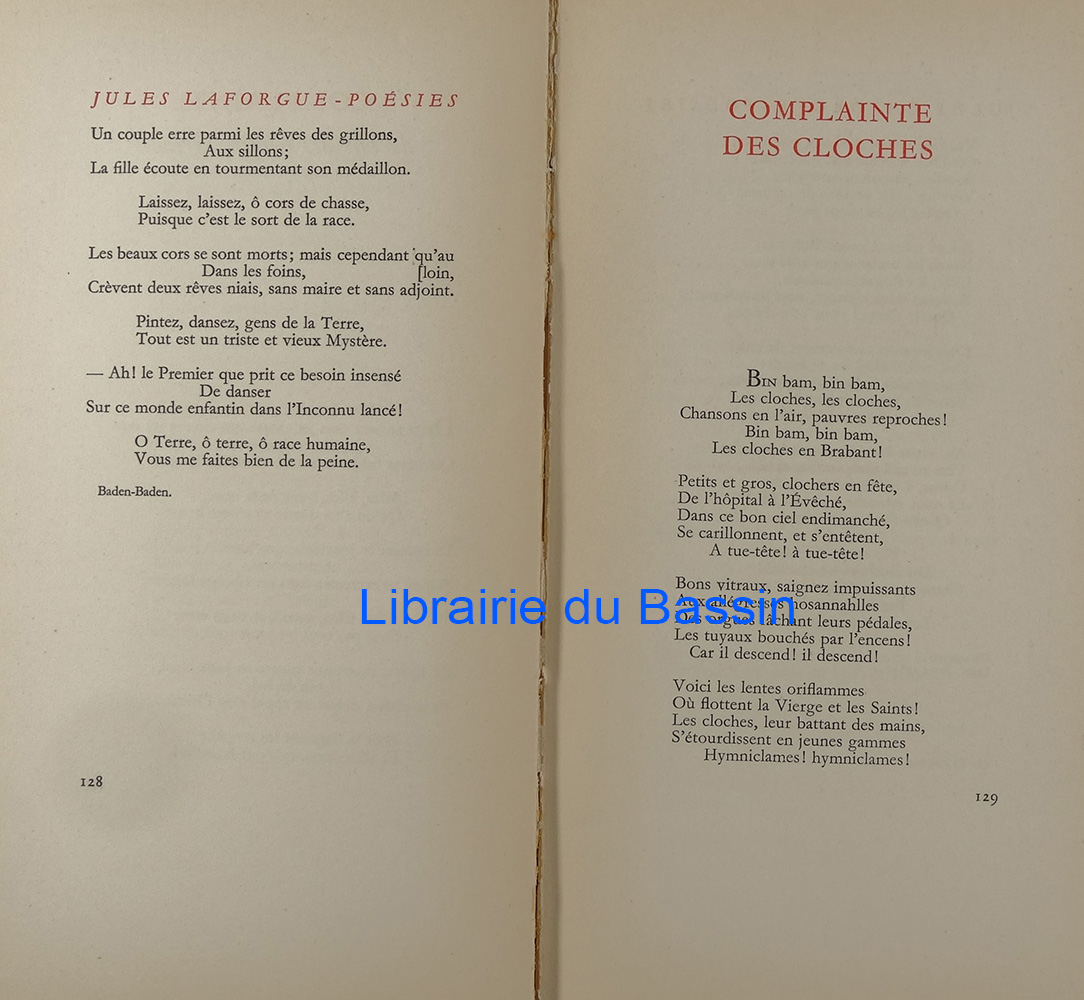 JULES LAFORGUE - POÉSIES
Un couple erre parmi les rêves des grillons,
Aux sillons;
La fille écoute en tourmentant son médaillon.
Laissez, laissez, ô cors de chasse,
Puisque c'est le sort de la race.
Les beaux cors se sont morts; mais cependant qu'au
Dans les foins, [loin,
Crèvent deux rêves niais, sans maire et sans adjoint.
Pintez, dansez, gens de la Terre,
Tout est un triste et vieux Mystère.
— Ah! le Premier que prit ce besoin insensé
De danser
Sur ce monde enfantin dans l'Inconnu lancé!
O Terre, ô terre, ô race humaine,
Vous me faites bien de la peine.
Baden-Baden.
128
COMPLAINTE
DES CLOCHES
BIN bam, bin bam,
Les cloches, les cloches,
Chansons en l'air, pauvres reproches!
Bin bam, bin bam,
Les cloches en Brabant!
Petits et gros, clochers en fête,
De l'hôpital à l'Évêché,
Dans ce bon ciel endimanché,
Se carillonnent, et s'entêtent,
A tue-tête! à tue-tête!
Bons vitraux, saignez impuissants
Aux allégresses hosannahlles
Des orgues lâchant leurs pédales,
Les tuyaux bouchés par l'encens!
Car il descend! il descend!
Voici les lentes oriflammes
Où flottent la Vierge et les Saints!
Les cloches, leur battant des mains,
S'étourdissent en jeunes gammes
Hymniclames! hymniclames!
129
Librairie du Bassin